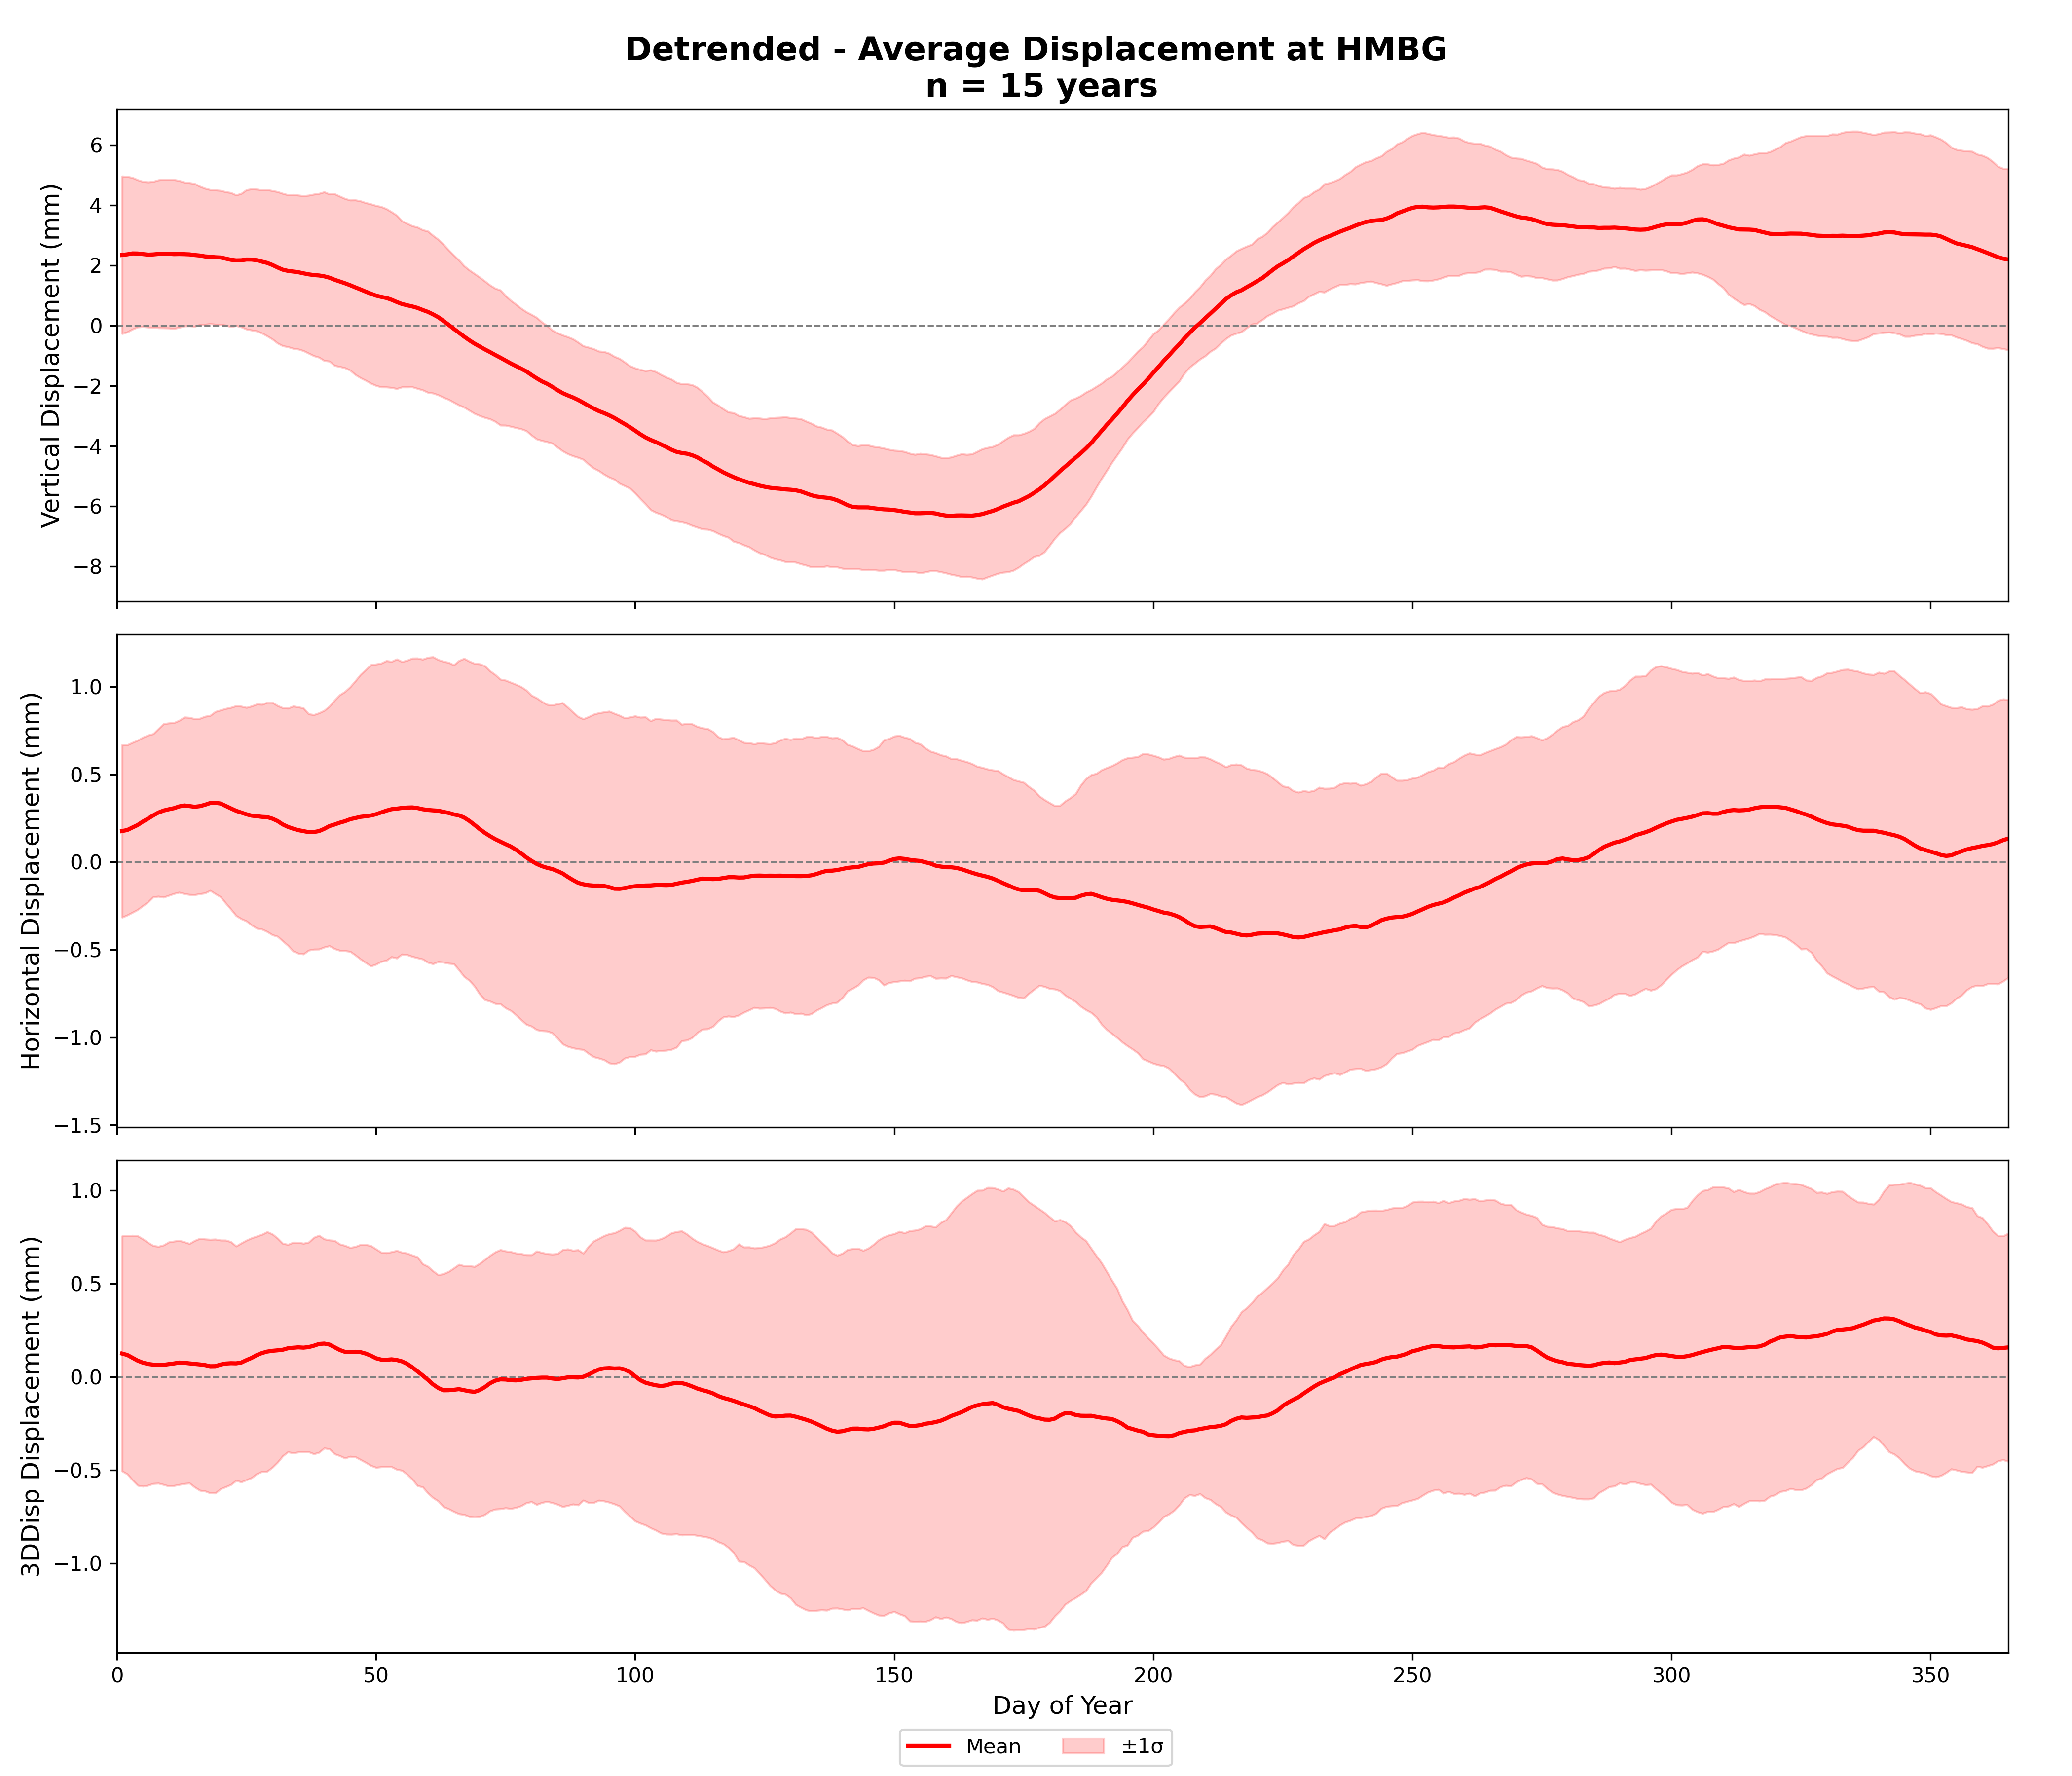 Detrended - Average Displacement at HMBG
n = 15 years
Vertical Displacement (mm)
6
4
2
0
−2
−4
−6
−8
Horizontal Displacement (mm)
1.0
0.5
0.0
−0.5
−1.0
−1.5
3DDisp Displacement (mm)
1.0
0.5
0.0
−0.5
−1.0
0 50 100 150 200 250 300 350
Day of Year
Mean ±1σ